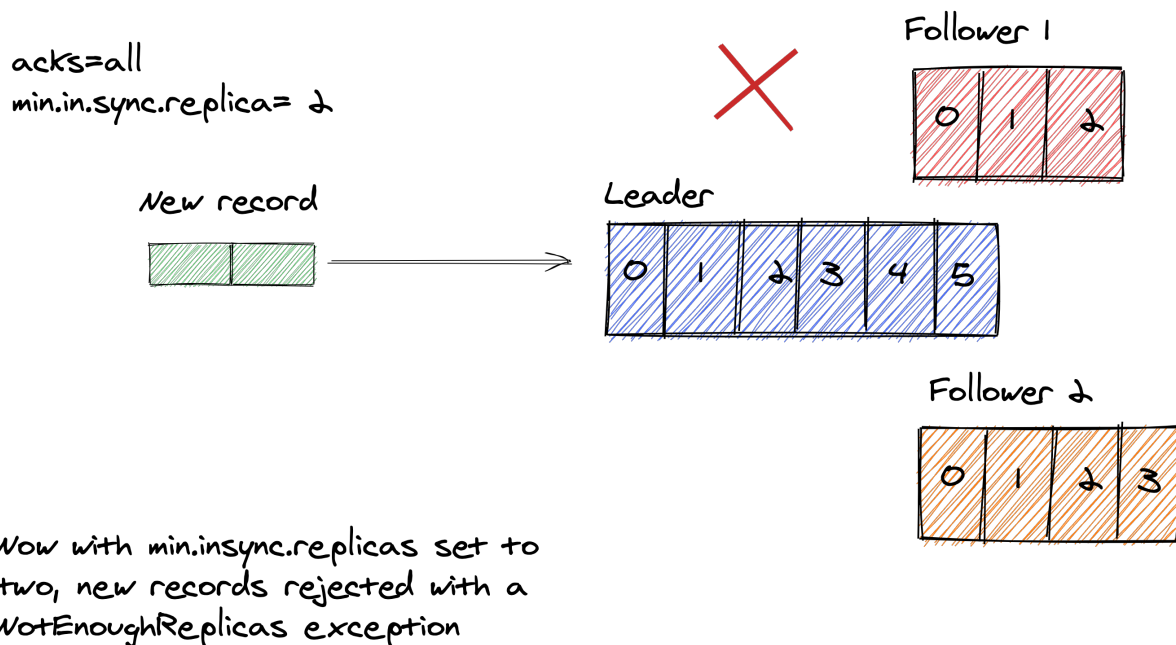 acks=all
min.in.sync.replica= 2
New record
Leader
0 1 2 3 4 5
Follower 1
0 1 2
Follower 2
0 1 2 3
Now with min.insync.replicas set to
two, new records rejected with a
NotEnoughReplicas exception